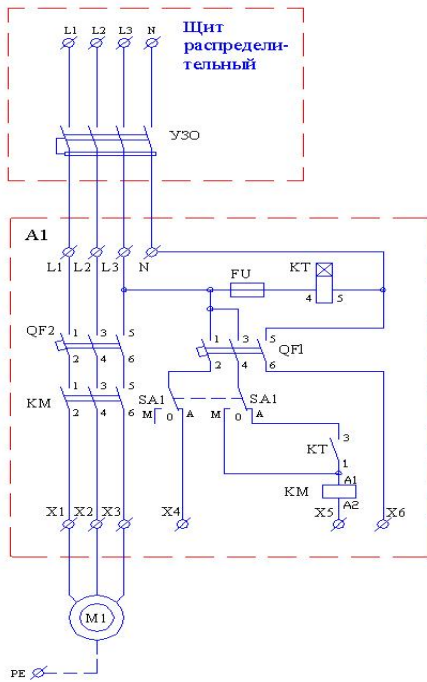 L1 L2 L3 N
Щит
распредели-
тельный
УЗО
A1
L1 L2 L3 N
FU
KT
4 5
QF2
1 3 5
2 4 6
1 3 5
2 4 6
QF1
KM
1 3 5
2 4 6
SA1
SA1
M 0 A
M 0 A
KT
3
1
KM
A1
A2
X1 X2 X3
X4
X5
X6
M1
PE